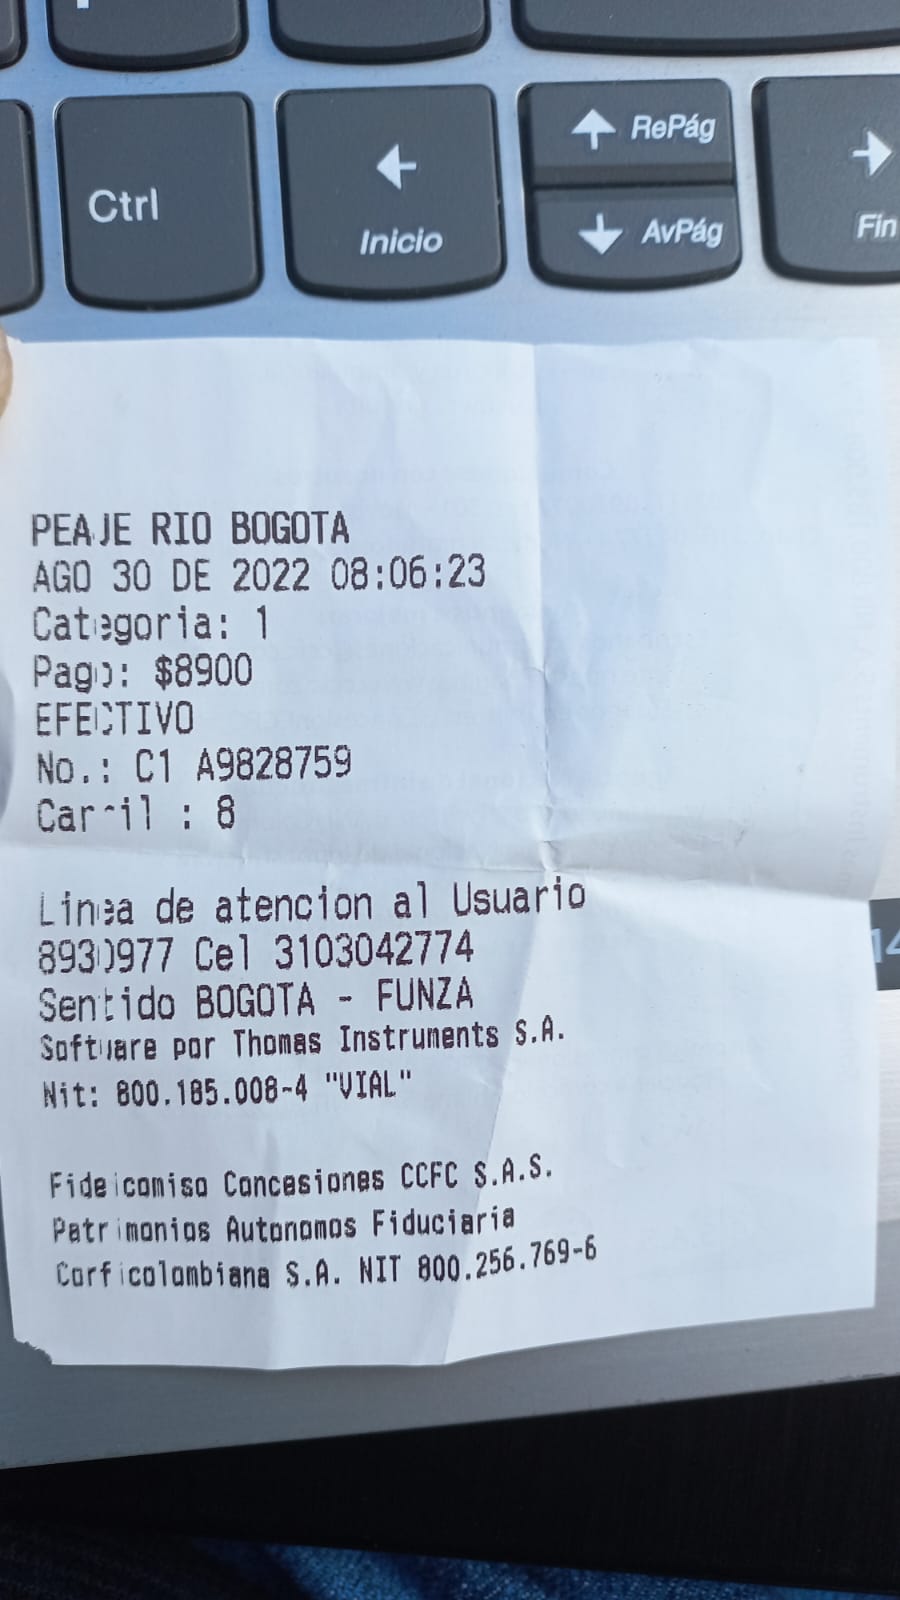 Ctrl
Inicio
RePág
AvPág
Fin
PEAJE RIO BOGOTA
AGO 30 DE 2022 08:06:23
Categoria: 1
Pago: $8900
EFECTIVO
No.: C1 A9828759
Carril : 8
Linea de atencion al Usuario
8930977 Cel 3103042774
Sentido BOGOTA - FUNZA
Software por Thomas Instruments S.A.
Nit: 800.185.008-4 "VIAL"
Fideicomiso Concesiones CCFC S.A.S.
Patrimonios Autonomos Fiduciaria
Corficolombiana S.A. NIT 800.256.769-6
14